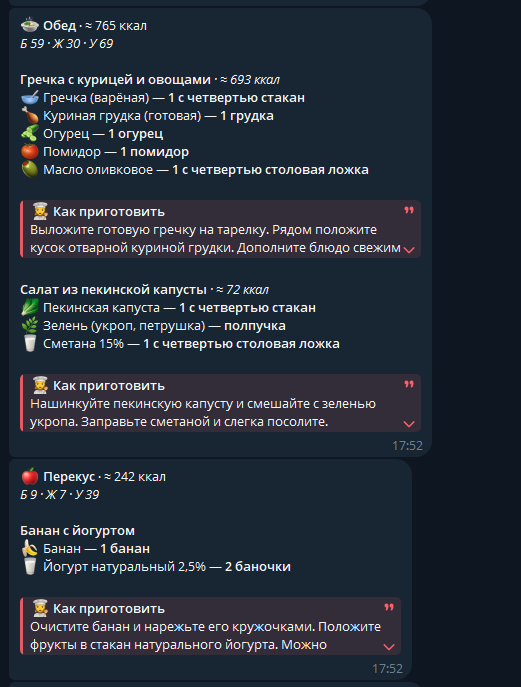 Обед · ≈ 765 ккал
Б 59 · Ж 30 · У 69
Гречка с курицей и овощами · ≈ 693 ккал
Гречка (варёная) — 1 с четвертью стакан
Куриная грудка (готовая) — 1 грудка
Огурец — 1 огурец
Помидор — 1 помидор
Масло оливковое — 1 с четвертью столовая ложка
Как приготовить
Выложите готовую гречку на тарелку. Рядом положите
кусок отварной куриной грудки. Дополните блюдо свежим
Салат из пекинской капусты · ≈ 72 ккал
Пекинская капуста — 1 с четвертью стакан
Зелень (укроп, петрушка) — полпучка
Сметана 15% — 1 с четвертью столовая ложка
Как приготовить
Нашинкуйте пекинскую капусту и смешайте с зеленью
укропа. Заправьте сметаной и слегка посолите.
17:52
Перекус · ≈ 242 ккал
Б 9 · Ж 7 · У 39
Банан с йогуртом
Банан — 1 банан
Йогурт натуральный 2,5% — 2 баночки
Как приготовить
Очистите банан и нарежьте его кружочками. Положите
фрукты в стакан натурального йогурта. Можно
17:52